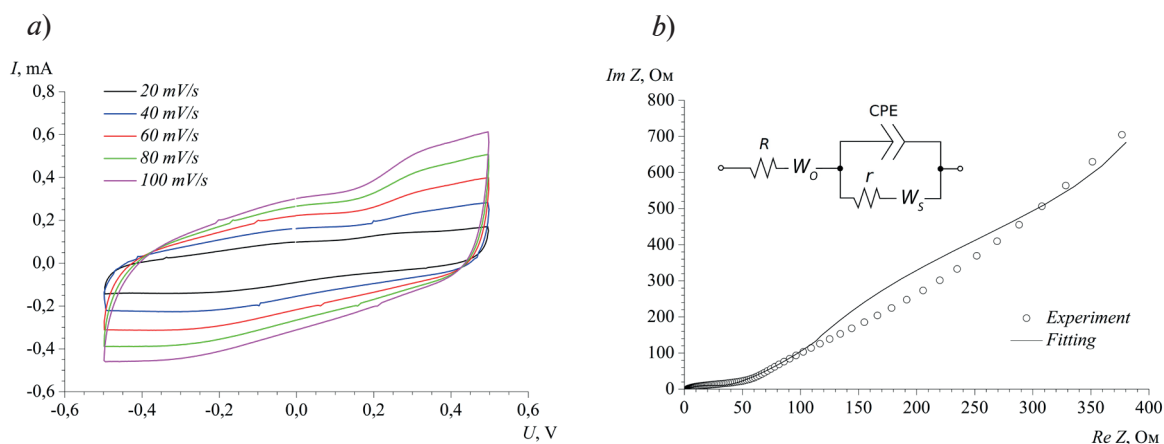 a)
I, mA
0,8
0,6
0,4
0,2
0,0
-0,2
-0,4
-0,6
20 mV/s
40 mV/s
60 mV/s
80 mV/s
100 mV/s
-0,6 -0,4 -0,2 0,0 0,2 0,4 0,6
U, V
b)
Im Z, Ом
800
700
600
500
400
300
200
100
0
CPE
R
W_O
r
W_S
Experiment
Fitting
0 50 100 150 200 250 300 350 400
Re Z, Ом